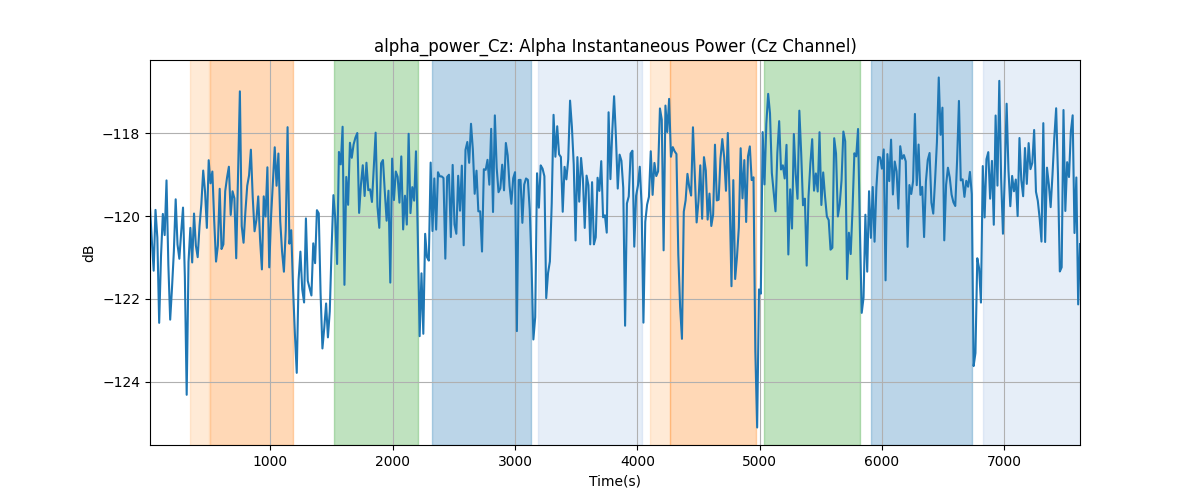 alpha_power_Cz: Alpha Instantaneous Power (Cz Channel)
dB
−118
−120
−122
−124
1000 2000 3000 4000 5000 6000 7000
Time(s)